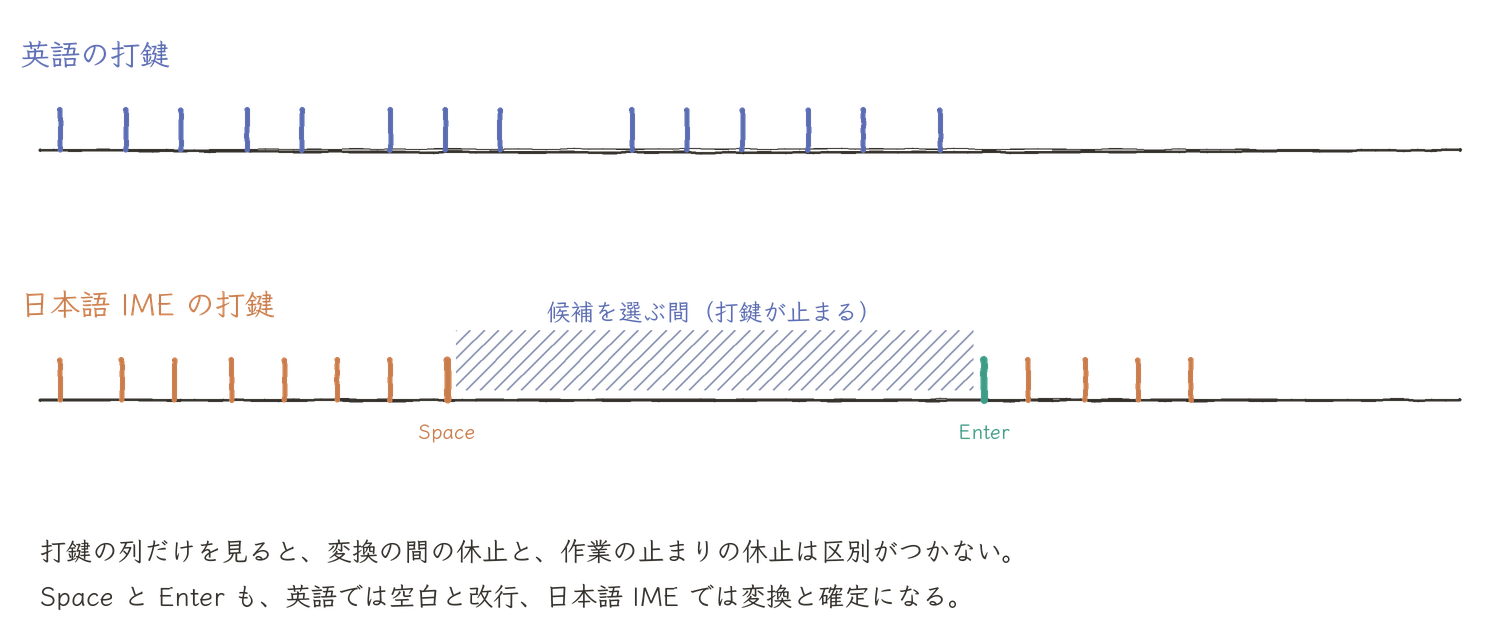 英語の打鍵
日本語 IME の打鍵
候補を選ぶ間（打鍵が止まる）
Space
Enter
打鍵の列だけを見ると、変換の間の休止と、作業の止まりの休止は区別がつかない。
Space と Enter も、英語では空白と改行、日本語 IME では変換と確定になる。